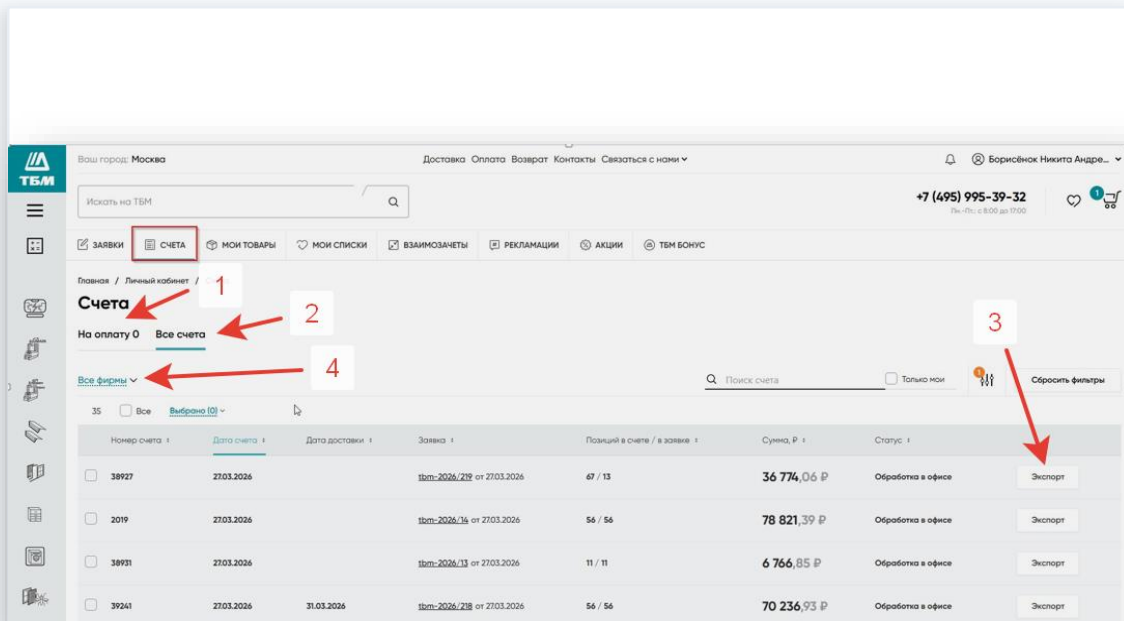 ТБМ
Ваш город: Москва
Доставка Оплата Возврат Контакты Связаться с нами
Борисёнок Никита Андре...
Искать на ТБМ
+7 (495) 995-39-32
Пн.-Пт.: с 8:00 до 17:00
1
ЗАЯВКИ СЧЕТА МОИ ТОВАРЫ МОИ СПИСКИ ВЗАИМОЗАЧЕТЫ РЕКЛАМАЦИИ АКЦИИ ТБМ БОНУС
Главная / Личный кабинет /
1
Счета
2
3
На оплату 0 Все счета
4
Все фирмы
Поиск счета
Только мои
1
Сбросить фильтры
35 Все Выбрано (0)
Номер счета Дата счета Дата доставки Заявка Позиций в счете / в заявке Сумма, ₽ Статус
38927 27.03.2026 tbm-2026/219 от 27.03.2026 67 / 13 36 774,06 ₽ Обработка в офисе Экспорт
2019 27.03.2026 tbm-2026/14 от 27.03.2026 56 / 56 78 821,39 ₽ Обработка в офисе Экспорт
38931 27.03.2026 tbm-2026/13 от 27.03.2026 11 / 11 6 766,85 ₽ Обработка в офисе Экспорт
39241 27.03.2026 31.03.2026 tbm-2026/218 от 27.03.2026 56 / 56 70 236,93 ₽ Обработка в офисе Экспорт